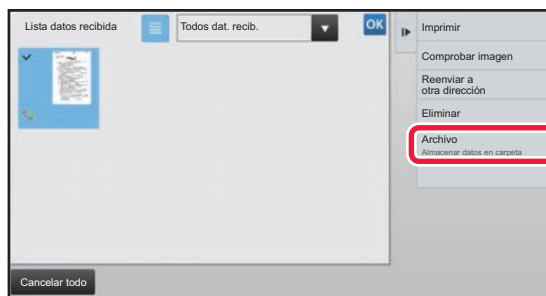 Lista datos recibida
Todos dat. recib.
OK
Imprimir
Comprobar imagen
Reenviar a
otra dirección
Eliminar
Archivo
Almacenar datos en carpeta
Cancelar todo